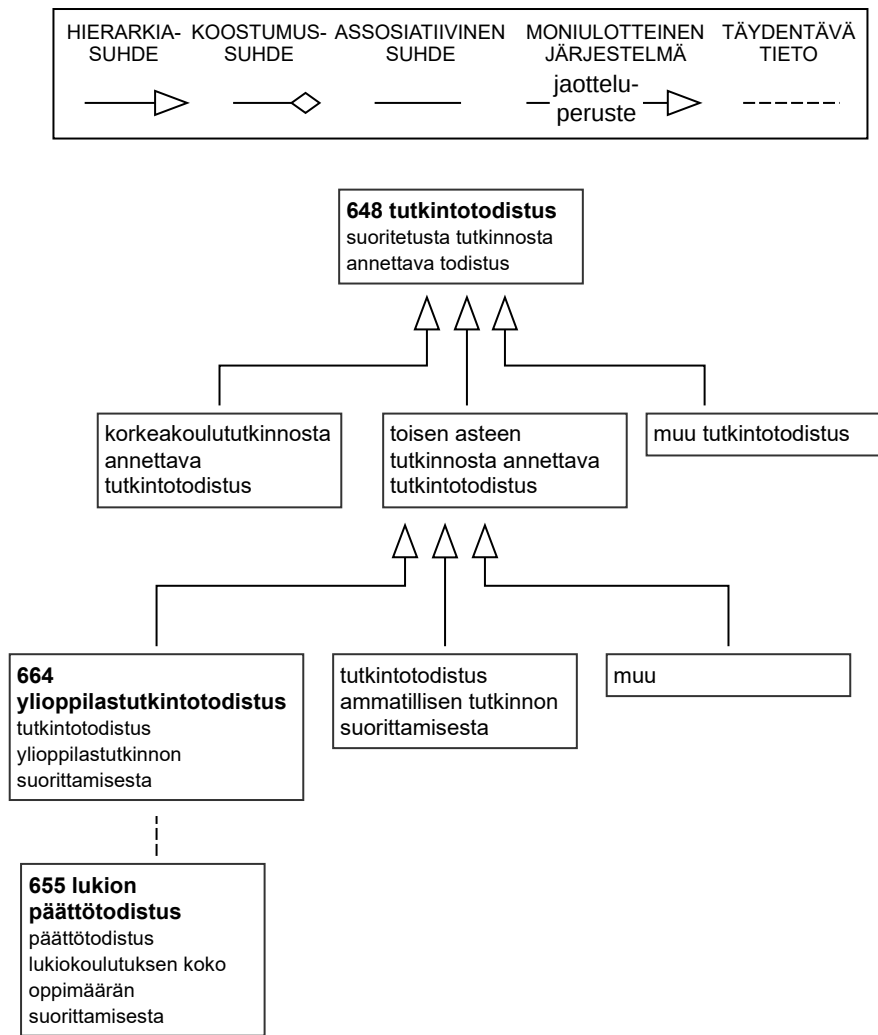 HIERARKIA-
SUHDE
KOOSTUMUS-
SUHDE
ASSOSIATIIVINEN
SUHDE
MONIULOTTEINEN
JÄRJESTELMÄ
jaottelu-
peruste
TÄYDENTÄVÄ
TIETO
648 tutkintotodistus
suoritetusta tutkinnosta
annettava todistus
korkeakoulututkinnosta
annettava
tutkintotodistus
toisen asteen
tutkinnosta annettava
tutkintotodistus
muu tutkintotodistus
664
ylioppilastutkintotodistus
tutkintotodistus
ylioppilastutkinnon
suorittamisesta
tutkintotodistus
ammatillisen tutkinnon
suorittamisesta
muu
655 lukion
päättötodistus
päättötodistus
lukiokoulutuksen koko
oppimäärän
suorittamisesta